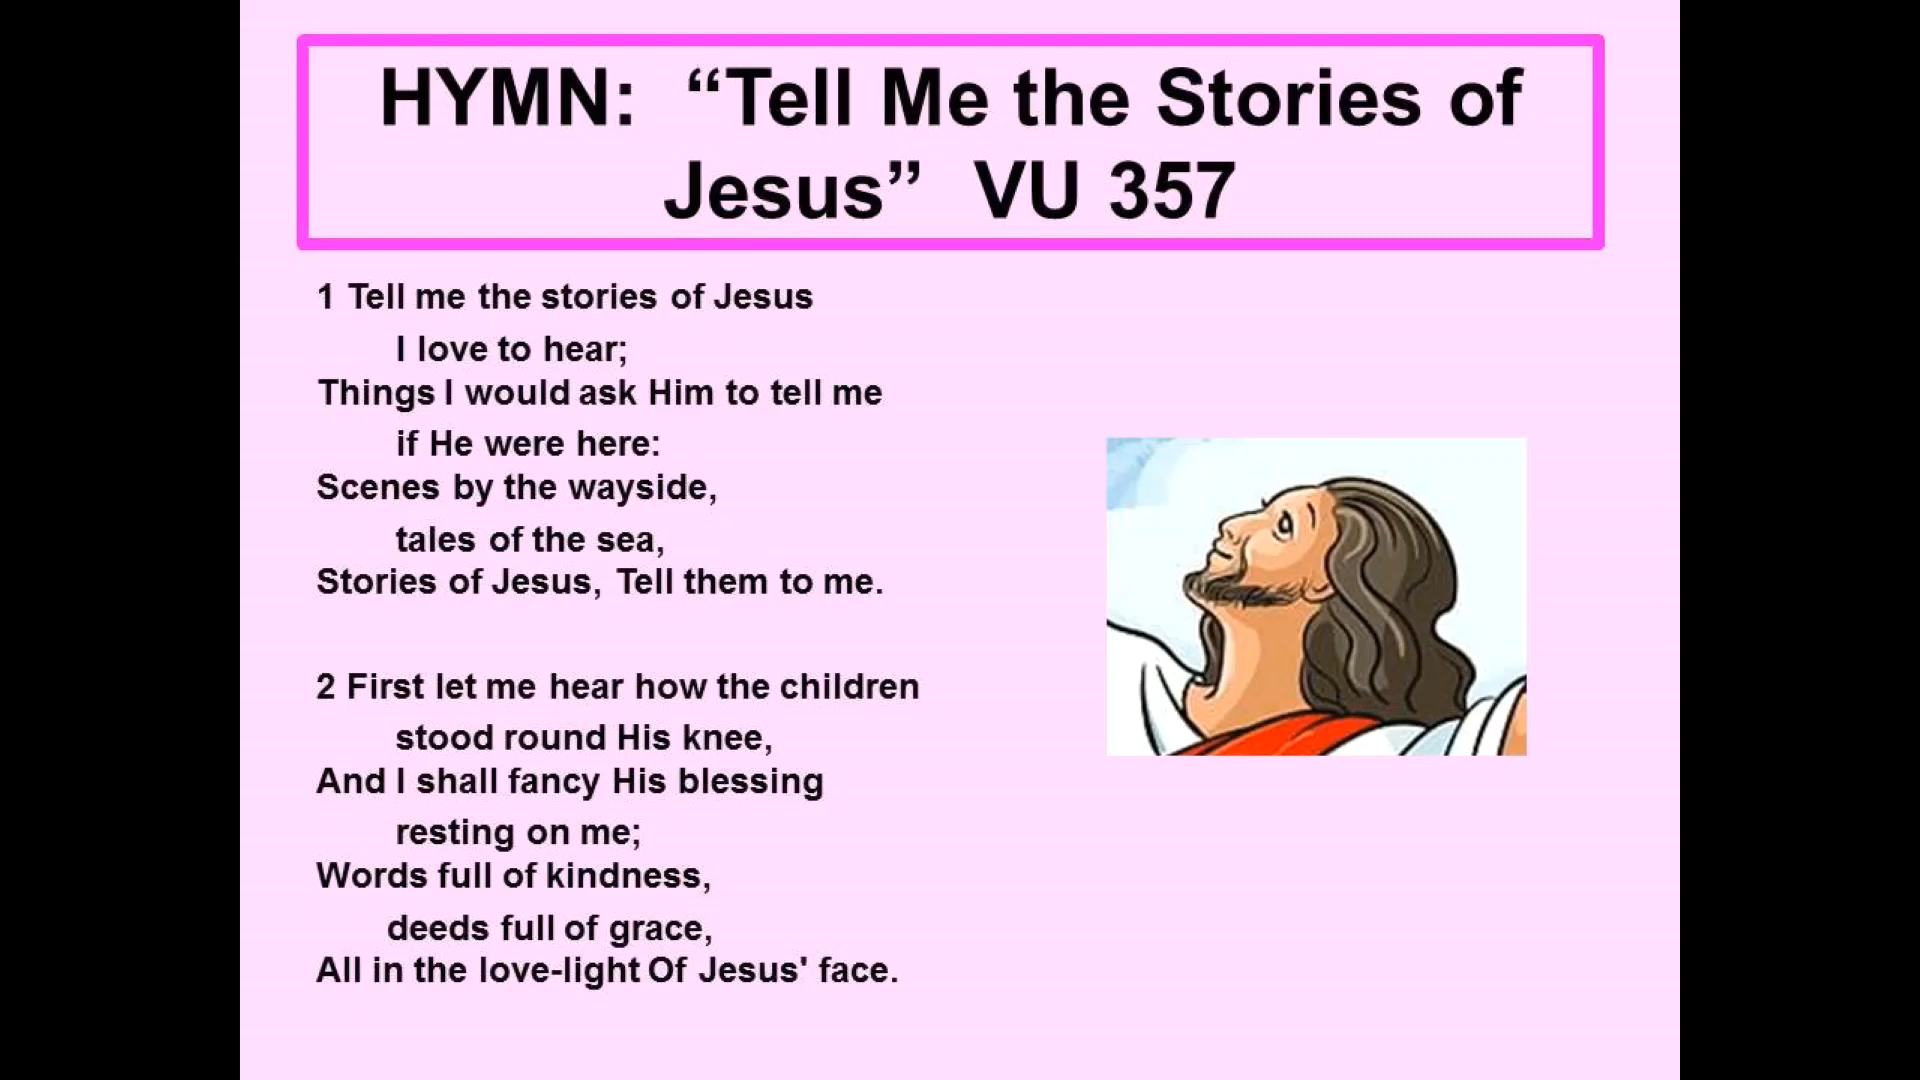 HYMN: “Tell Me the Stories of
Jesus” VU 357
1 Tell me the stories of Jesus
I love to hear;
Things I would ask Him to tell me
if He were here:
Scenes by the wayside,
tales of the sea,
Stories of Jesus, Tell them to me.
2 First let me hear how the children
stood round His knee,
And I shall fancy His blessing
resting on me;
Words full of kindness,
deeds full of grace,
All in the love-light Of Jesus' face.